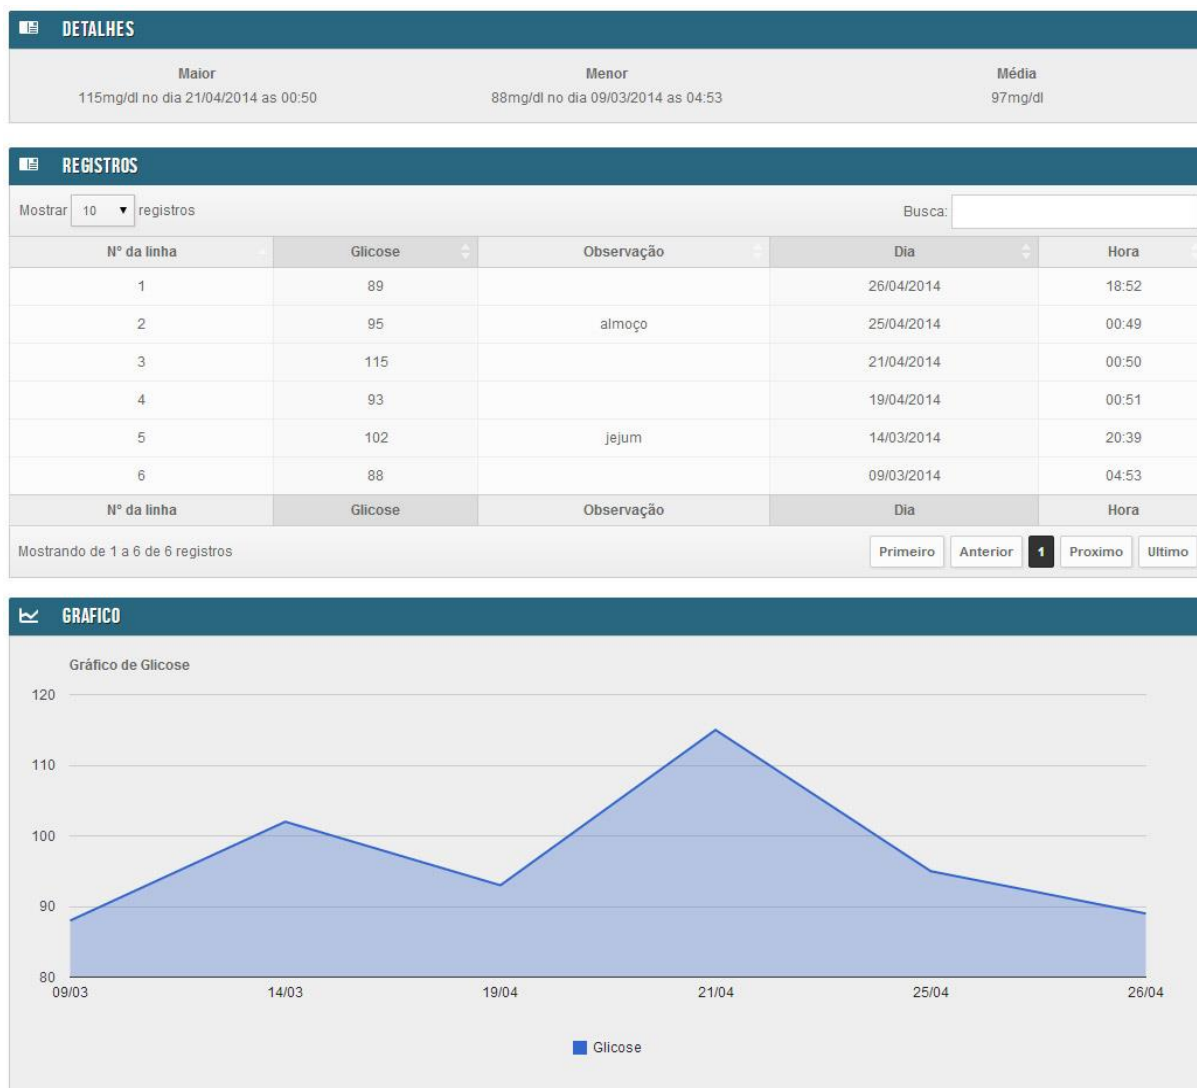 DETALHES
Maior Menor Média
115mg/dl no dia 21/04/2014 as 00:50 88mg/dl no dia 09/03/2014 as 04:53 97mg/dl
REGISTROS
Mostrar 10 registros Busca:
Nº da linha Glicose Observação Dia Hora
1 89 26/04/2014 18:52
2 95 almoço 25/04/2014 00:49
3 115 21/04/2014 00:50
4 93 19/04/2014 00:51
5 102 jejum 14/03/2014 20:39
6 88 09/03/2014 04:53
Nº da linha Glicose Observação Dia Hora
Mostrando de 1 a 6 de 6 registros Primeiro Anterior 1 Proximo Ultimo
GRAFICO
Gráfico de Glicose
120
110
100
90
80
09/03 14/03 19/04 21/04 25/04 26/04
Glicose